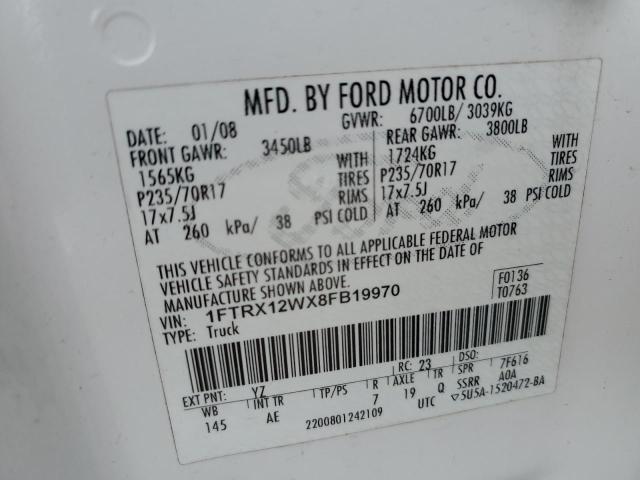 MFD. BY FORD MOTOR CO.
DATE: 01/08 GVWR: 6700LB/ 3039KG
FRONT GAWR: 3450LB REAR GAWR: 3800LB
1565KG WITH 1724KG WITH
P235/70R17 TIRES P235/70R17 TIRES
17x7.5J RIMS 17x7.5J RIMS
AT 260 kPa/ 38 PSI COLD AT 260 kPa/ 38 PSI COLD
THIS VEHICLE CONFORMS TO ALL APPLICABLE FEDERAL MOTOR
VEHICLE SAFETY STANDARDS IN EFFECT ON THE DATE OF
MANUFACTURE SHOWN ABOVE.
VIN: 1FTRX12WX8FB19970 F0136
TYPE: Truck T0763
EXT PNT: YZ RC: 23 DSO:
WB INT TR TP/PS R AXLE TR SPR 7F616
145 AE 7 19 Q SSRR A0A
2200801242109 UTC ▽5U5A-1520472-BA